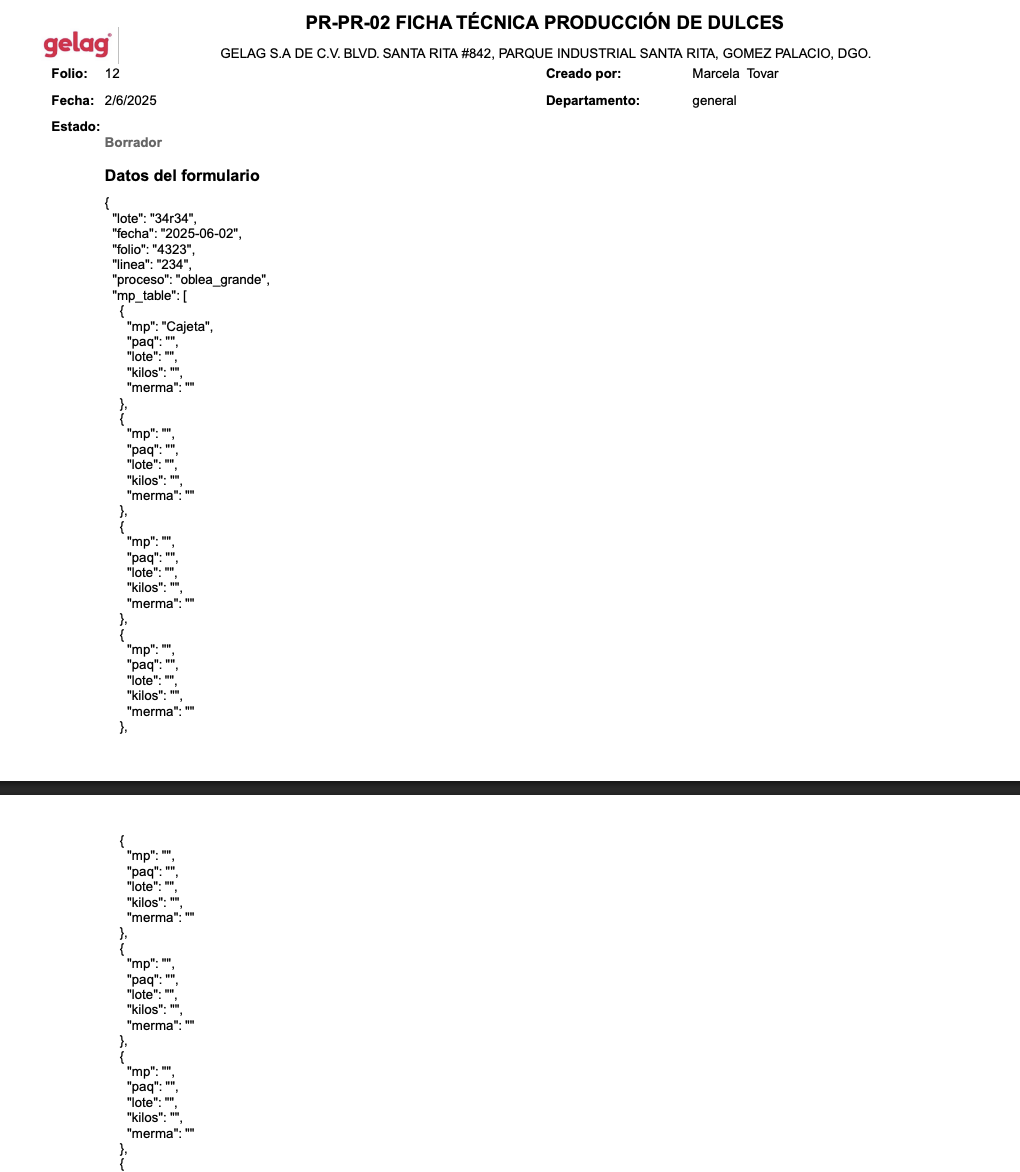 PR-PR-02 FICHA TÉCNICA PRODUCCIÓN DE DULCES
gelag
GELAG S.A DE C.V. BLVD. SANTA RITA #842, PARQUE INDUSTRIAL SANTA RITA, GOMEZ PALACIO, DGO.
Folio: 12 Creado por: Marcela Tovar
Fecha: 2/6/2025 Departamento: general
Estado:
Borrador
Datos del formulario
{
"lote": "34r34",
"fecha": "2025-06-02",
"folio": "4323",
"linea": "234",
"proceso": "oblea_grande",
"mp_table": [
{
"mp": "Cajeta",
"paq": "",
"lote": "",
"kilos": "",
"merma": ""
},
{
"mp": "",
"paq": "",
"lote": "",
"kilos": "",
"merma": ""
},
{
"mp": "",
"paq": "",
"lote": "",
"kilos": "",
"merma": ""
},
{
"mp": "",
"paq": "",
"lote": "",
"kilos": "",
"merma": ""
},
{
"mp": "",
"paq": "",
"lote": "",
"kilos": "",
"merma": ""
},
{
"mp": "",
"paq": "",
"lote": "",
"kilos": "",
"merma": ""
},
{
"mp": "",
"paq": "",
"lote": "",
"kilos": "",
"merma": ""
},
{